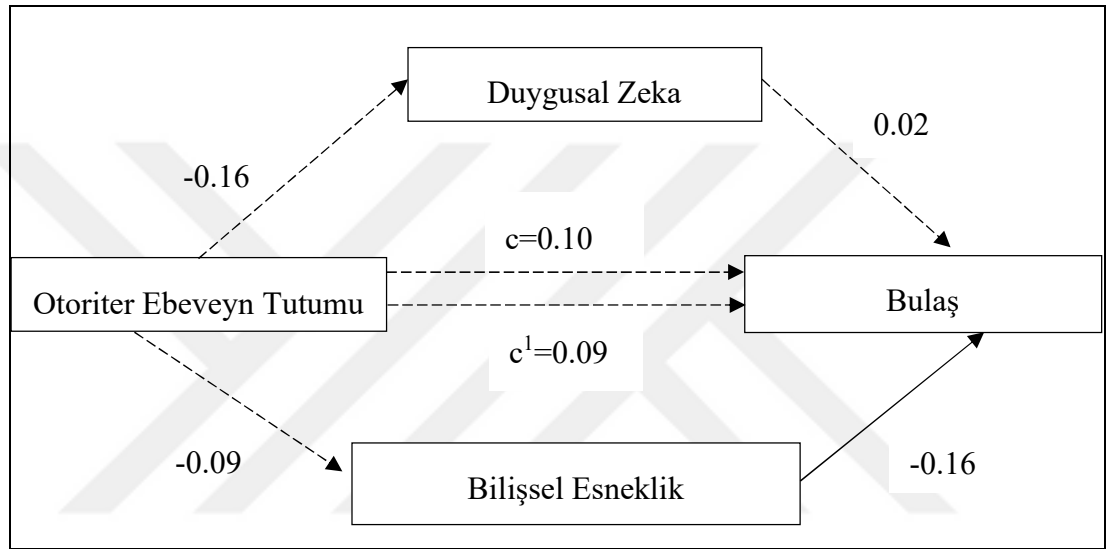 Duygusal Zeka
0.02
-0.16
c=0.10
Otoriter Ebeveyn Tutumu
Bulaş
c¹=0.09
-0.09
Bilişsel Esneklik
-0.16